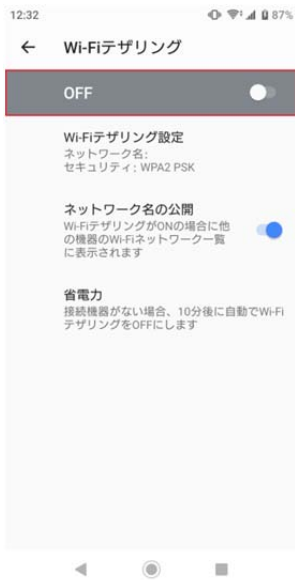 12:32
87%
Wi-Fiテザリング
OFF
Wi-Fiテザリング設定
ネットワーク名:
セキュリティ: WPA2 PSK
ネットワーク名の公開
Wi-FiテザリングがONの場合に他
の機器のWi-Fiネットワーク一覧
に表示されます
省電力
接続機器がない場合、10分後に自動でWi-Fi
テザリングをOFFにします